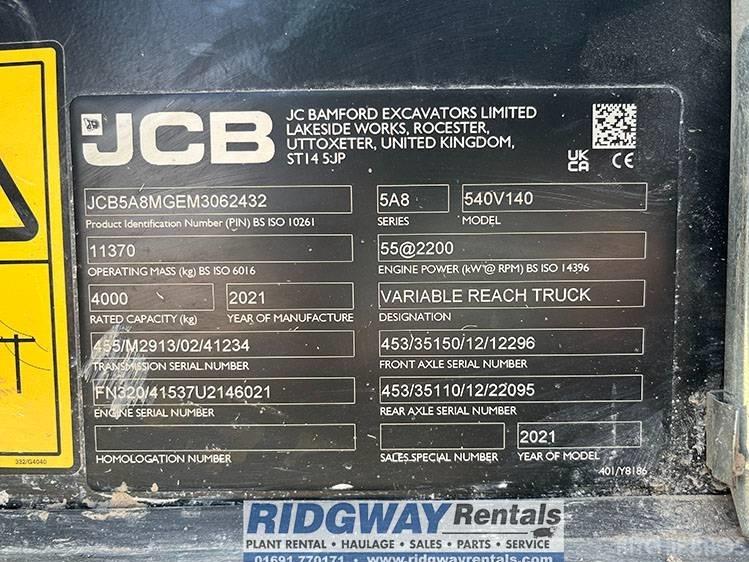 JCB
JC BAMFORD EXCAVATORS LIMITED
LAKESIDE WORKS, ROCESTER,
UTTOXETER, UNITED KINGDOM,
ST14 5JP
UK
CA CE
JCB5A8MGEM3062432
Product Identification Number (PIN) BS ISO 10261
5A8
SERIES
540V140
MODEL
11370
OPERATING MASS (kg) BS ISO 6016
55@2200
ENGINE POWER (kW@ RPM) BS ISO 14396
4000
RATED CAPACITY (kg)
2021
YEAR OF MANUFACTURE
VARIABLE REACH TRUCK
DESIGNATION
455/M2913/02/41234
TRANSMISSION SERIAL NUMBER
453/35150/12/12296
FRONT AXLE SERIAL NUMBER
FN320/41537U2146021
ENGINE SERIAL NUMBER
453/35110/12/22095
REAR AXLE SERIAL NUMBER
HOMOLOGATION NUMBER
SALES SPECIAL NUMBER
2021
YEAR OF MODEL
401/Y8186
332/G4040
RIDGWAY Rentals
PLANT RENTAL • HAULAGE • SALES • PARTS • SERVICE
01691 770171 • www.ridgwayrentals